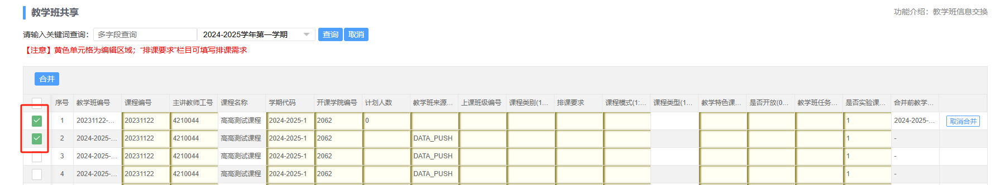 教学班共享
功能介绍：教学班信息交换
请输入关键词查询： 多字段查询 2024-2025学年第一学期 查询 取消
【注意】黄色单元格为编辑区域；“排课要求”栏目可填写排课需求
合并
序号 教学班编号 课程编号 主讲教师工号 课程名称 学期代码 开课学院编号 计划人数 教学班来源... 上课班级编号 课程类别(1... 排课要求 课程模式(1:... 课程类型(1... 教学特色课... 是否开放(0... 教学班任务... 是否实验课... 合并前教学...
1 20231122-... 20231122 4210044 高高测试课程 2024-2025-1 2062 0 1 2024-2025-... 取消合并
2 2024-2025-... 20231122 4210044 高高测试课程 2024-2025-1 2062 DATA_PUSH 1 -
3 2024-2025-... 20231122 4210044 高高测试课程 2024-2025-1 2062 DATA_PUSH 1 -
4 2024-2025-... 20231122 4210044 高高测试课程 2024-2025-1 2062 DATA_PUSH 1 -